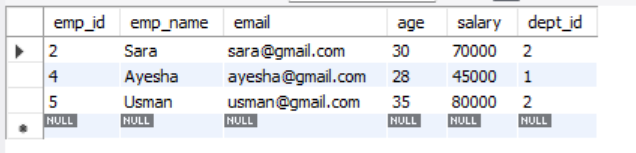 emp_id emp_name email age salary dept_id
2 Sara sara@gmail.com 30 70000 2
4 Ayesha ayesha@gmail.com 28 45000 1
5 Usman usman@gmail.com 35 80000 2
NULL NULL NULL NULL NULL NULL